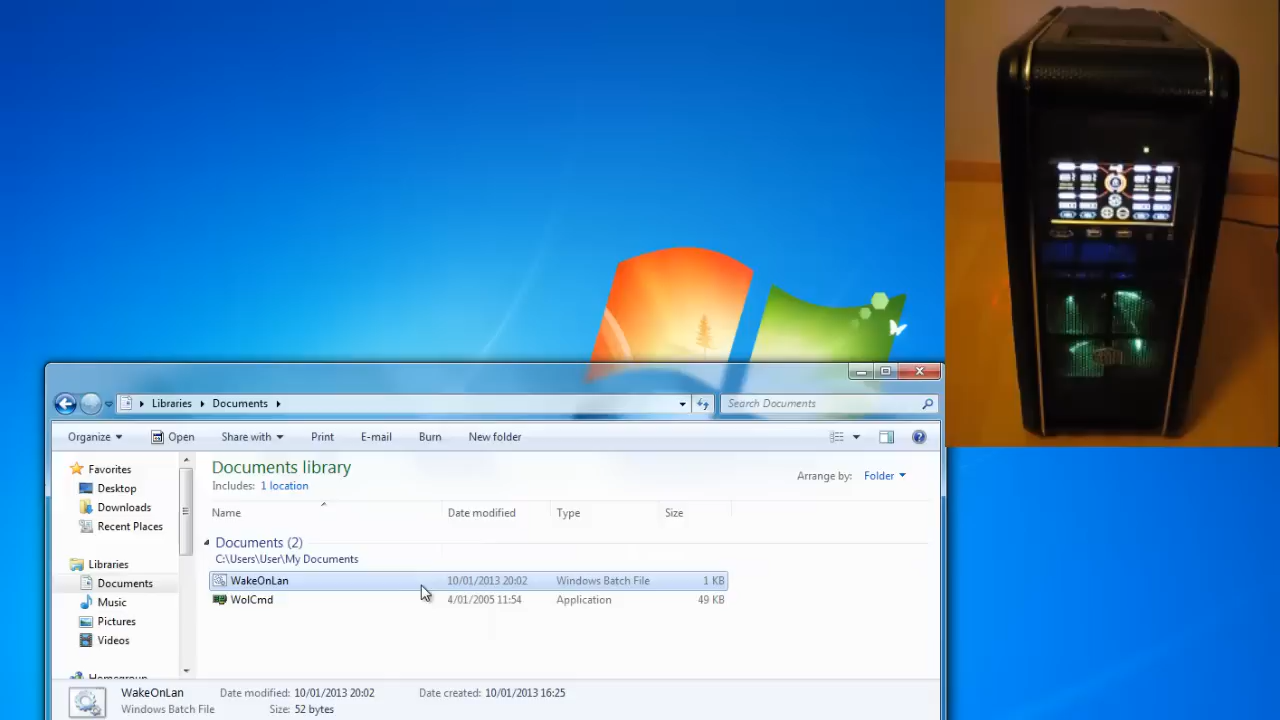 Libraries Documents
Search Documents
Organize Open Share with Print E-mail Burn New folder
Favorites
Desktop
Downloads
Recent Places
Libraries
Documents
Music
Pictures
Videos
Homegroup
Documents library
Includes: 1 location
Arrange by: Folder
Name Date modified Type Size
Documents (2)
C:\Users\User\My Documents
WakeOnLan 10/01/2013 20:02 Windows Batch File 1 KB
WolCmd 4/01/2005 11:54 Application 49 KB
WakeOnLan Date modified: 10/01/2013 20:02 Date created: 10/01/2013 16:25
Windows Batch File Size: 52 bytes